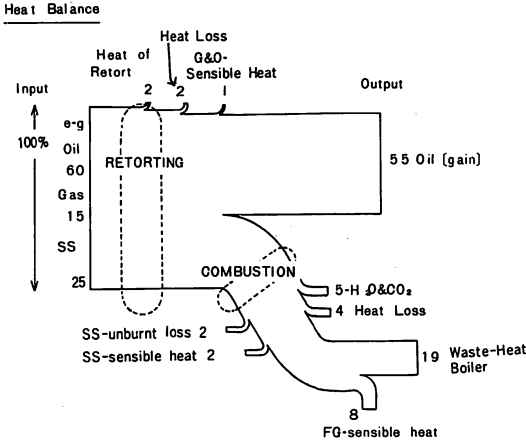 Heat Balance
Heat Loss
Heat of
Retort
G&O-
Sensible Heat
2
2
1
Input
Output
100%
e-g
Oil
60
Gas
15
SS
25
RETORTING
55 Oil (gain)
COMBUSTION
5-H₂O&CO₂
4 Heat Loss
SS-unburnt loss 2
SS-sensible heat 2
19 Waste-Heat
Boiler
8
FG-sensible heat